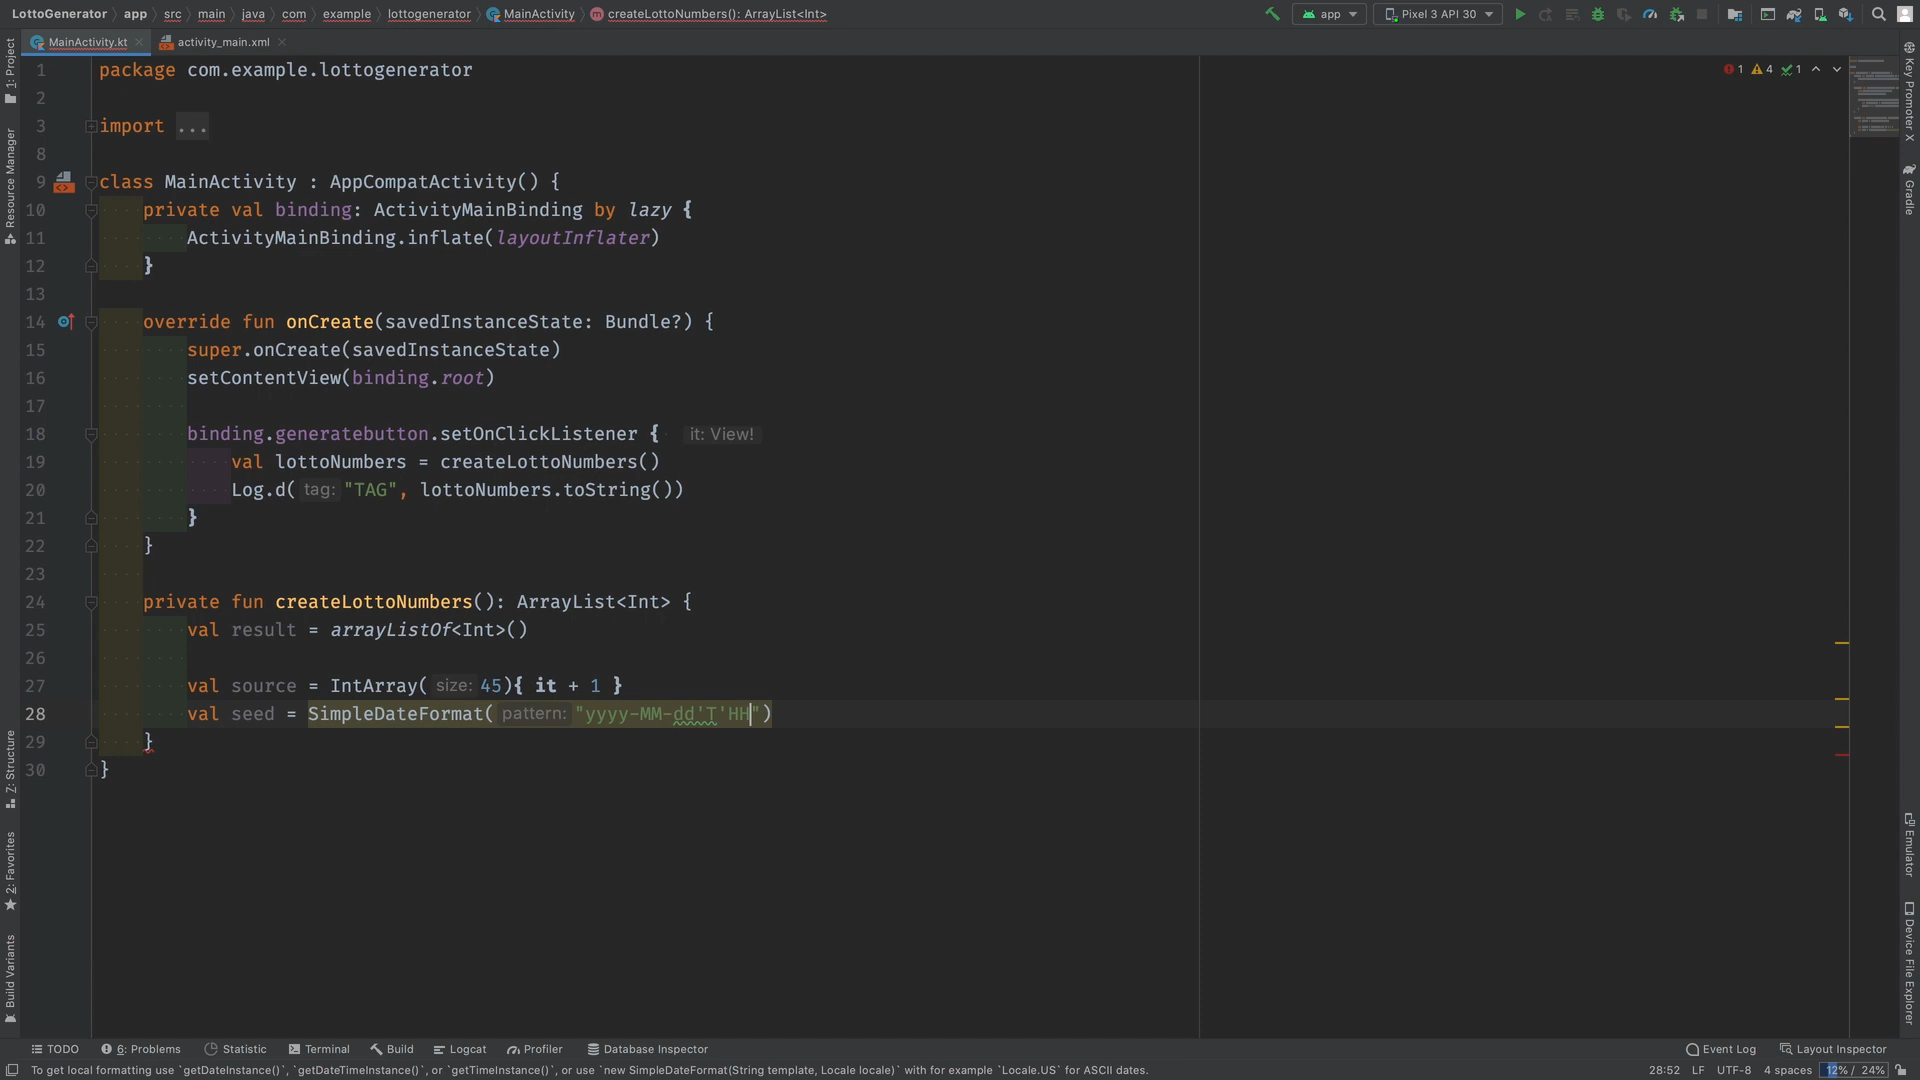 LottoGenerator app src main java com example lottogenerator MainActivity createLottoNumbers(): ArrayList<Int> app Pixel 3 API 30
MainActivity.kt activity_main.xml
1 package com.example.lottogenerator
2
3 import ...
8
9 class MainActivity : AppCompatActivity() {
10 private val binding: ActivityMainBinding by lazy {
11 ActivityMainBinding.inflate(layoutInflater)
12 }
13
14 override fun onCreate(savedInstanceState: Bundle?) {
15 super.onCreate(savedInstanceState)
16 setContentView(binding.root)
17
18 binding.generatebutton.setOnClickListener { it: View!
19 val lottoNumbers = createLottoNumbers()
20 Log.d( tag: "TAG", lottoNumbers.toString())
21 }
22 }
23
24 private fun createLottoNumbers(): ArrayList<Int> {
25 val result = arrayListOf<Int>()
26
27 val source = IntArray( size: 45){ it + 1 }
28 val seed = SimpleDateFormat( pattern: "yyyy-MM-dd'T'HH")
29 }
30 }
1 4 1
1: Project
Resource Manager
Z: Structure
2: Favorites
Build Variants
Key Promoter X
Gradle
Emulator
Device File Explorer
TODO 6: Problems Statistic Terminal Build Logcat Profiler Database Inspector Event Log Layout Inspector
To get local formatting use `getDateInstance()`, `getDateTimeInstance()`, or `getTimeInstance()`, or use `new SimpleDateFormat(String template, Locale locale)` with for example `Locale.US` for ASCII dates. 28:52 LF UTF-8 4 spaces 12% / 24%